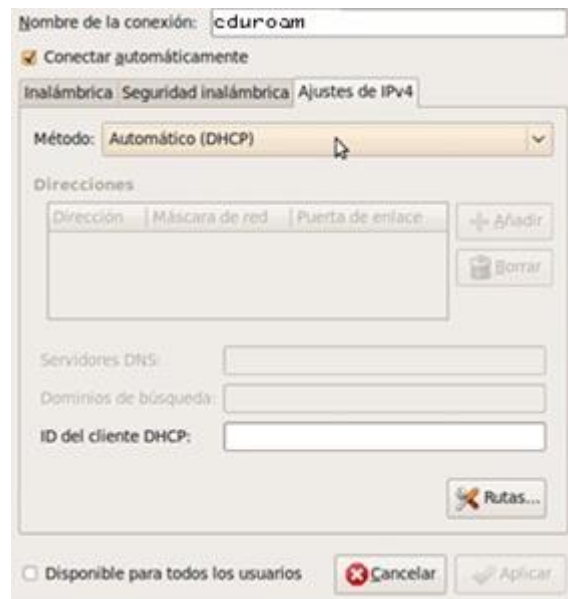 Nombre de la conexión: cduroam
Conectar automáticamente
Inalámbrica Seguridad inalámbrica Ajustes de IPv4
Método: Automático (DHCP)
Direcciones
Dirección Máscara de red Puerta de enlace
Añadir
Borrar
Servidores DNS:
Dominios de búsqueda:
ID del cliente DHCP:
Rutas...
Disponible para todos los usuarios Cancelar Aplicar